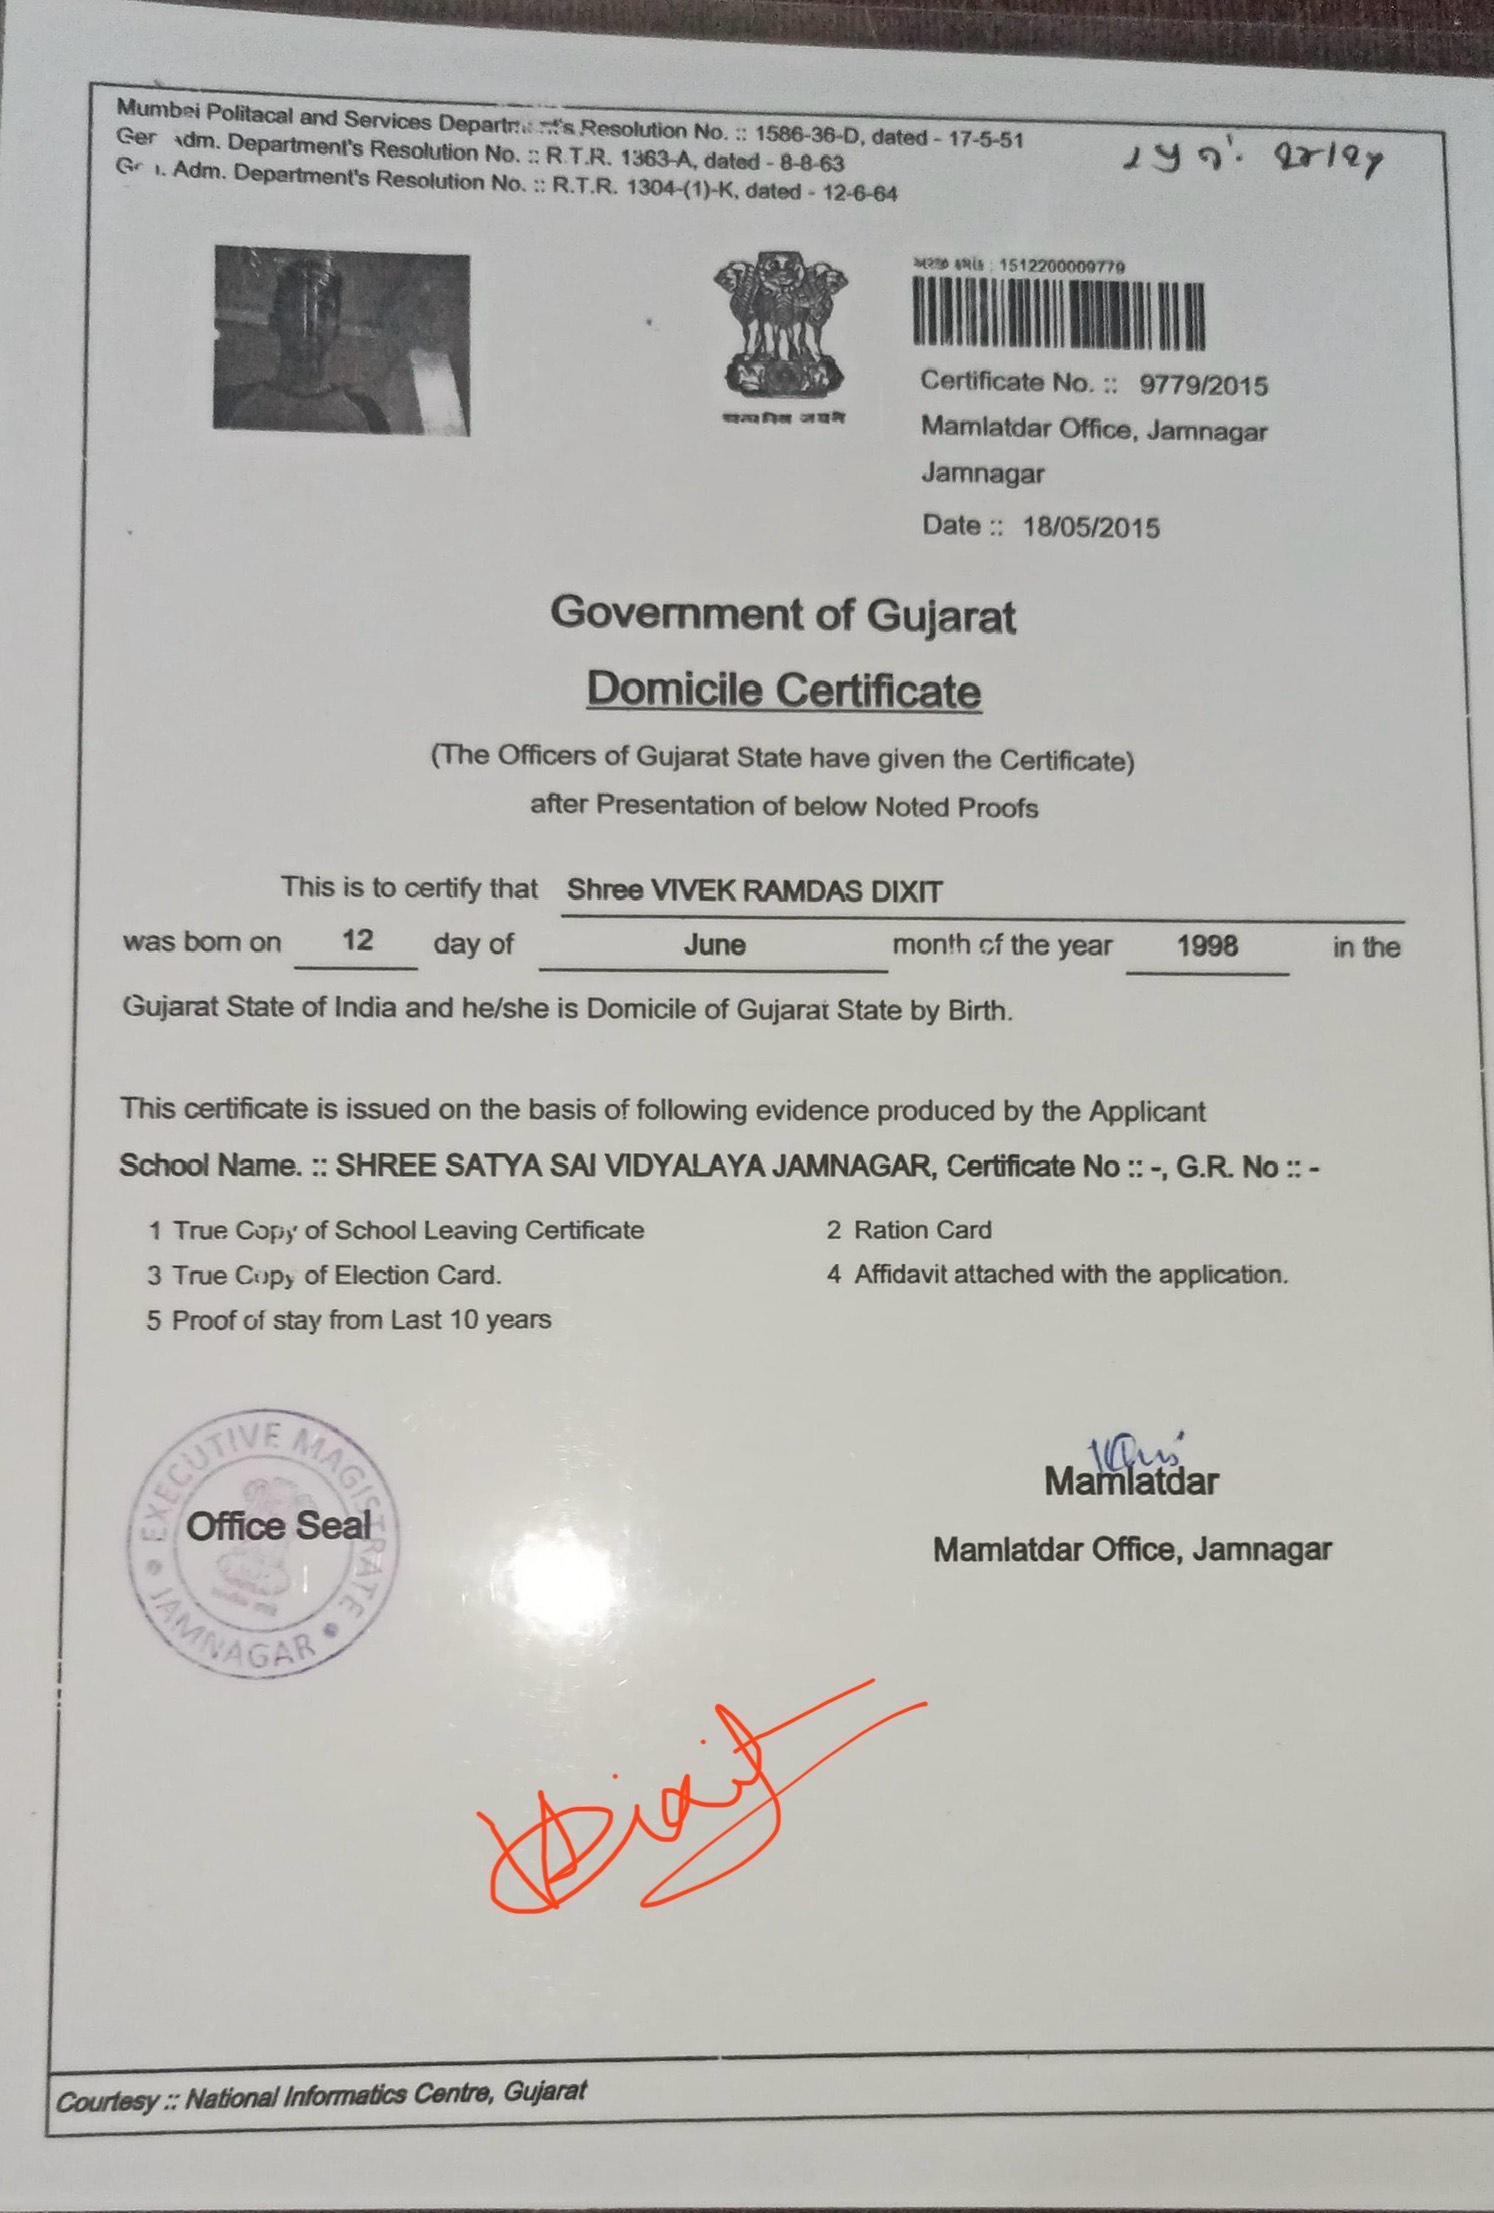 Mumbai Politacal and Services Department's Resolution No. :: 1586-36-D, dated - 17-5-51
Adm. Department's Resolution No. :: R.T.R. 1363-A, dated - 8-8-63
Adm. Department's Resolution No. :: R.T.R. 1304-(1)-K, dated - 12-6-64
અરજી ક્રમાંક : 1512200009779
सत्यमेव जयते
Certificate No. :: 9779/2015
Mamlatdar Office, Jamnagar
Jamnagar
Date :: 18/05/2015
Government of Gujarat
Domicile Certificate
(The Officers of Gujarat State have given the Certificate)
after Presentation of below Noted Proofs
This is to certify that Shree VIVEK RAMDAS DIXIT
was born on 12 day of June month of the year 1998 in the
Gujarat State of India and he/she is Domicile of Gujarat State by Birth.
This certificate is issued on the basis of following evidence produced by the Applicant
School Name. :: SHREE SATYA SAI VIDYALAYA JAMNAGAR, Certificate No :: -, G.R. No :: -
1 True Copy of School Leaving Certificate 2 Ration Card
3 True Copy of Election Card. 4 Affidavit attached with the application.
5 Proof of stay from Last 10 years
EXECUTIVE MAGISTRATE
Office Seal
JAMNAGAR
Mamlatdar
Mamlatdar Office, Jamnagar
Dixit
Courtesy :: National Informatics Centre, Gujarat